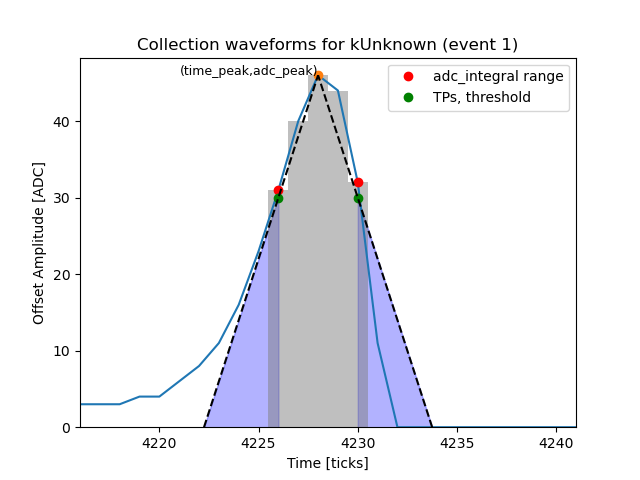 Collection waveforms for kUnknown (event 1)
(time_peak,adc_peak)
adc_integral range
TPs, threshold
Offset Amplitude [ADC]
40
30
20
10
0
4220 4225 4230 4235 4240
Time [ticks]